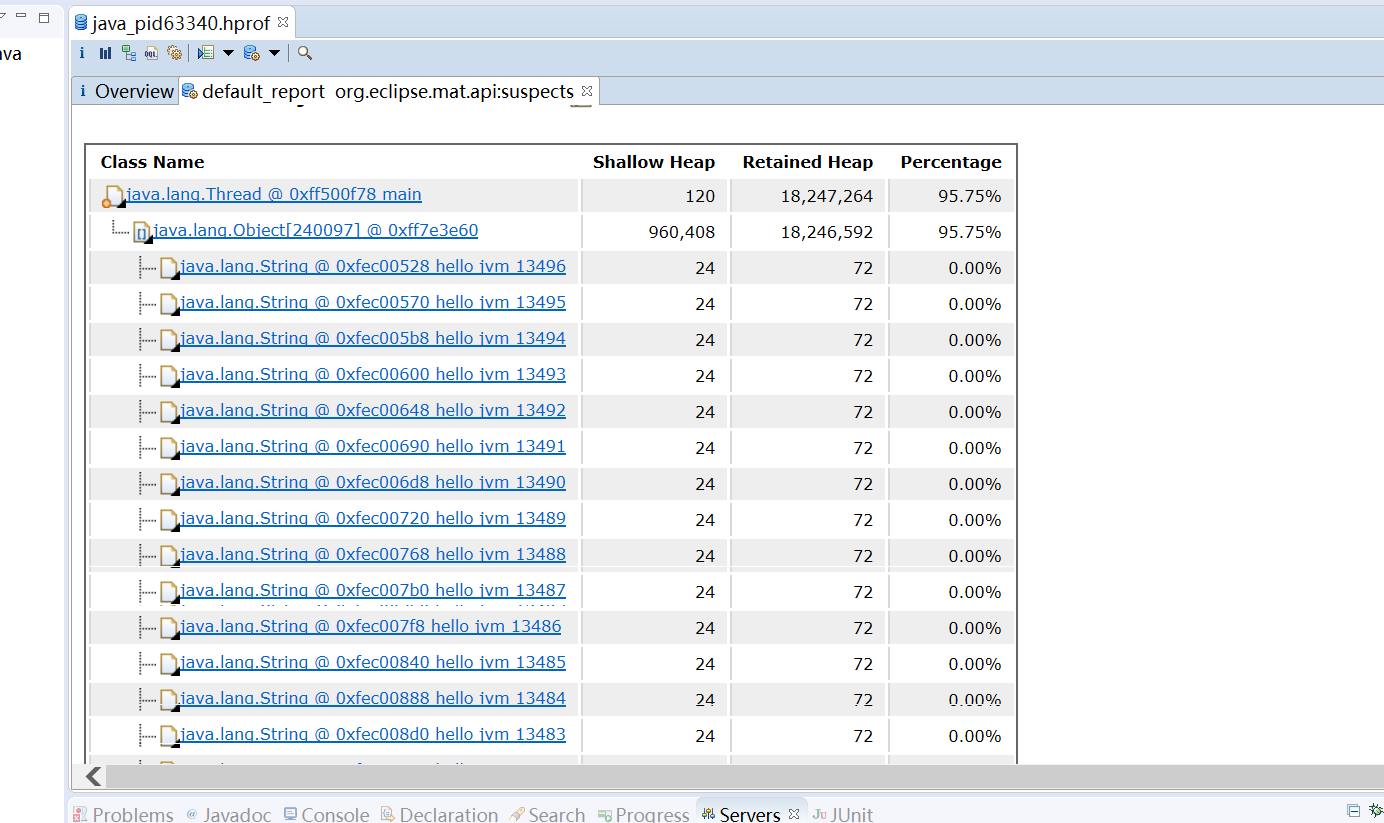 java_pid63340.hprof
ava
Overview default_report org.eclipse.mat.api:suspects
Class Name Shallow Heap Retained Heap Percentage
java.lang.Thread @ 0xff500f78 main 120 18,247,264 95.75%
java.lang.Object[240097] @ 0xff7e3e60 960,408 18,246,592 95.75%
java.lang.String @ 0xfec00528 hello jvm 13496 24 72 0.00%
java.lang.String @ 0xfec00570 hello jvm 13495 24 72 0.00%
java.lang.String @ 0xfec005b8 hello jvm 13494 24 72 0.00%
java.lang.String @ 0xfec00600 hello jvm 13493 24 72 0.00%
java.lang.String @ 0xfec00648 hello jvm 13492 24 72 0.00%
java.lang.String @ 0xfec00690 hello jvm 13491 24 72 0.00%
java.lang.String @ 0xfec006d8 hello jvm 13490 24 72 0.00%
java.lang.String @ 0xfec00720 hello jvm 13489 24 72 0.00%
java.lang.String @ 0xfec00768 hello jvm 13488 24 72 0.00%
java.lang.String @ 0xfec007b0 hello jvm 13487 24 72 0.00%
java.lang.String @ 0xfec007f8 hello jvm 13486 24 72 0.00%
java.lang.String @ 0xfec00840 hello jvm 13485 24 72 0.00%
java.lang.String @ 0xfec00888 hello jvm 13484 24 72 0.00%
java.lang.String @ 0xfec008d0 hello jvm 13483 24 72 0.00%
Problems Javadoc Console Declaration Search Progress Servers JUnit